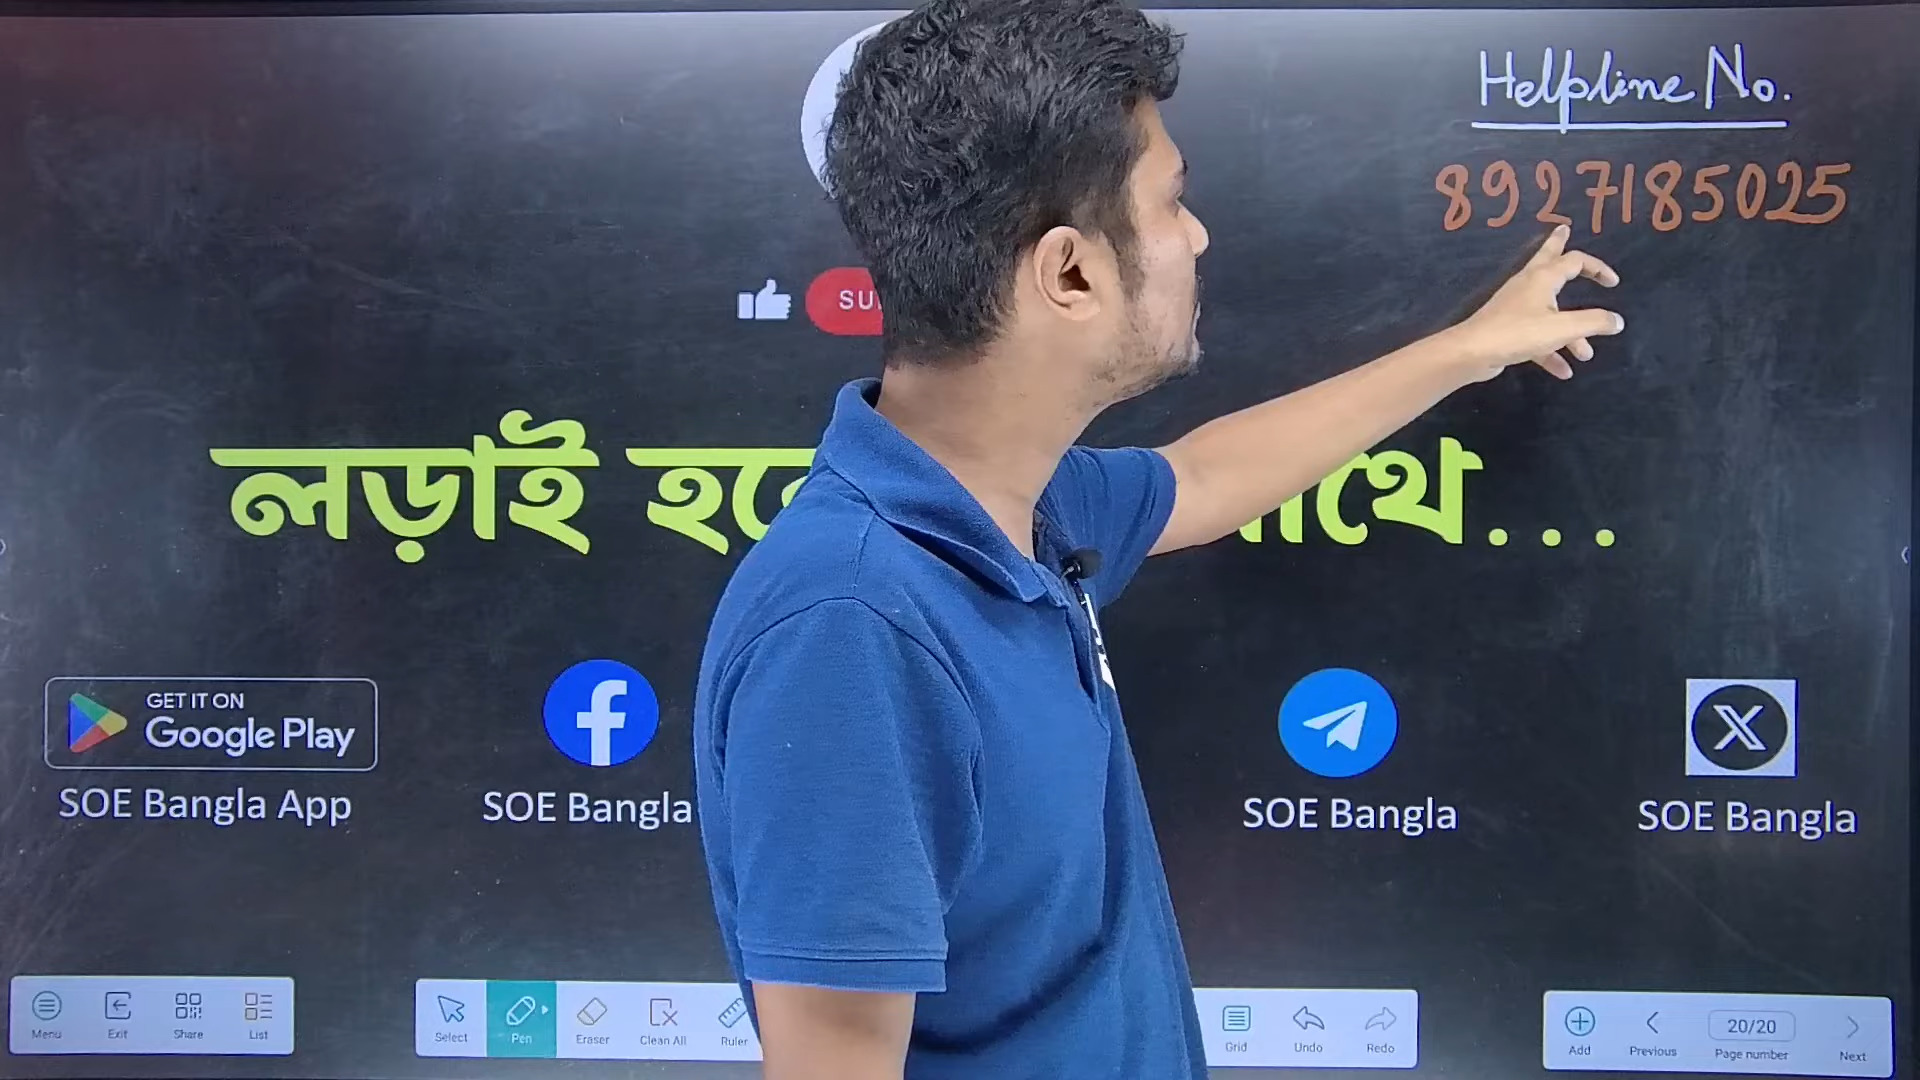 Helpline No.
8927185025
লড়াই
...
GET IT ON
Google Play
SOE Bangla App
SOE Bangla
SOE Bangla
SOE Bangla
Menu
Exit
Share
List
Select
Pen
Eraser
Clean All
Ruler
Grid
Undo
Redo
Add
Previous
20/20
Page number
Next